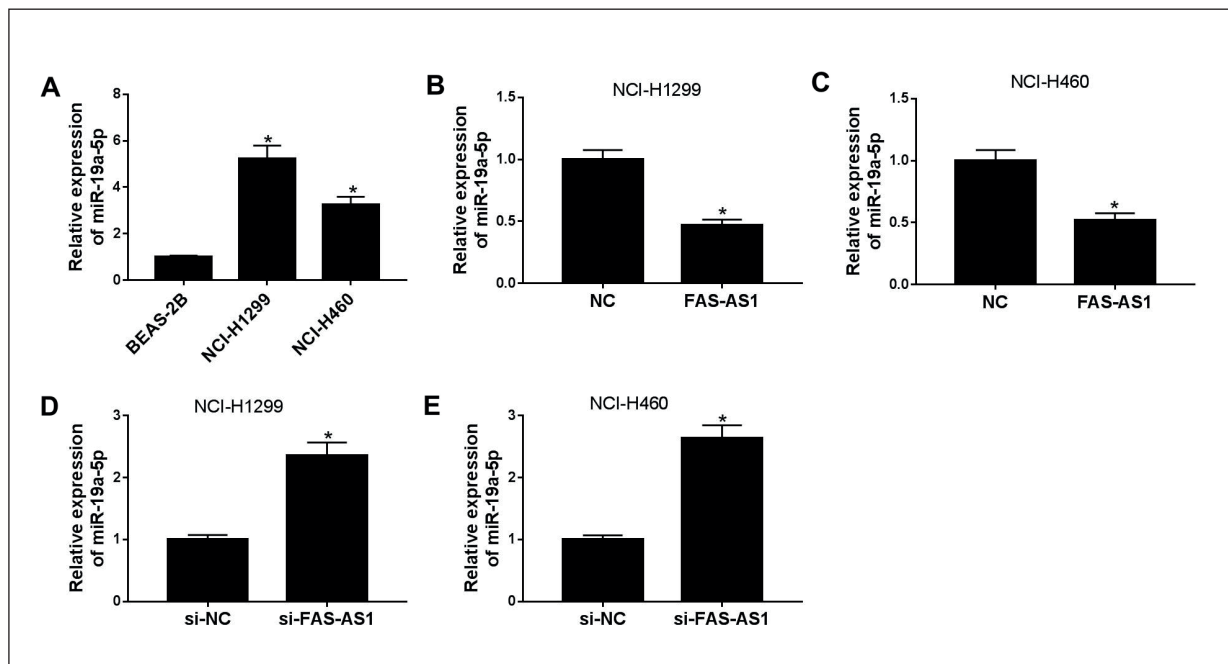 A
Relative expression
of miR-19a-5p
8
6
4
2
0
*
*
BEAS-2B
NCI-H1299
NCI-H460
B
NCI-H1299
Relative expression
of miR-19a-5p
1.5
1.0
0.5
0.0
*
NC
FAS-AS1
C
NCI-H460
Relative expression
of miR-19a-5p
1.5
1.0
0.5
0.0
*
NC
FAS-AS1
D
NCI-H1299
Relative expression
of miR-19a-5p
3
2
1
0
*
si-NC
si-FAS-AS1
E
NCI-H460
Relative expression
of miR-19a-5p
3
2
1
0
*
si-NC
si-FAS-AS1